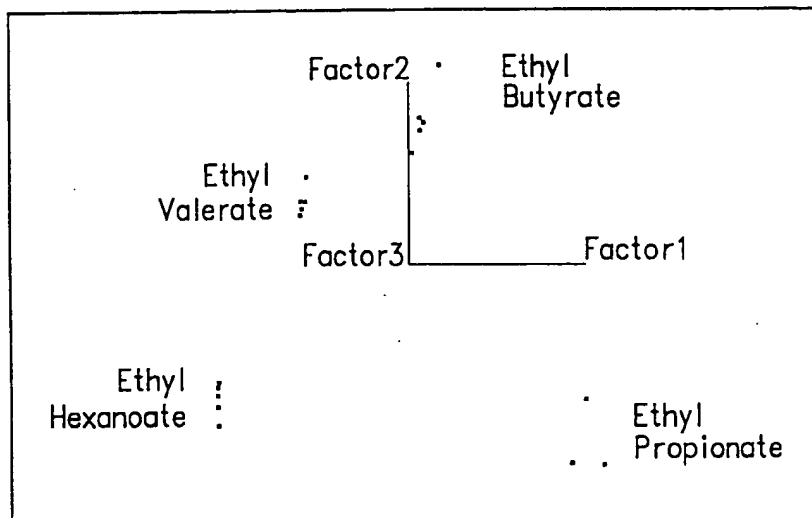 Factor2
Ethyl
Butyrate
Ethyl
Valerate
Factor3
Factor1
Ethyl
Hexanoate
Ethyl
Propionate